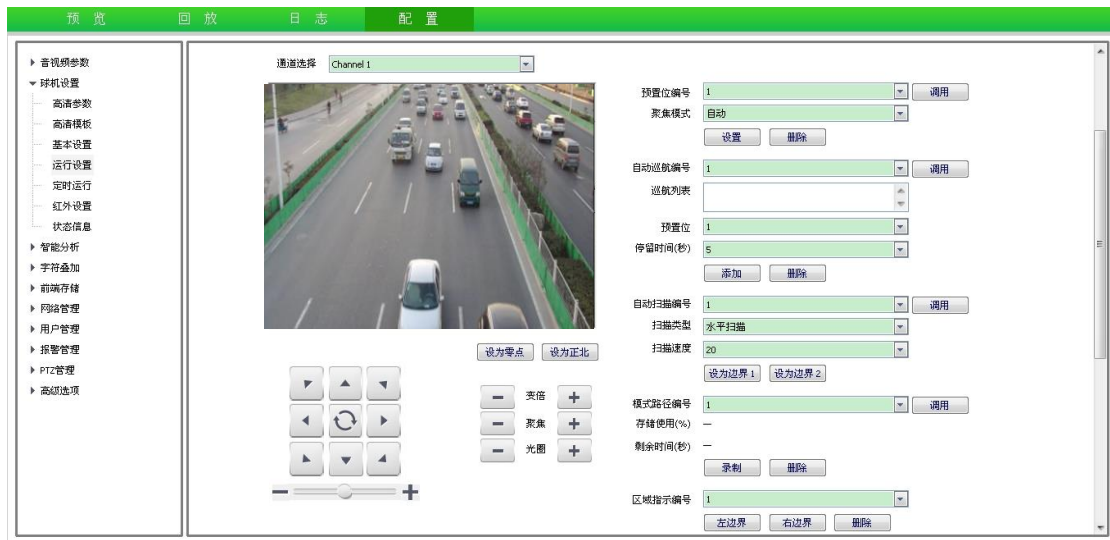 预 览 回 放 日 志 配 置
音视频参数
球机设置
高清参数
高清模板
基本设置
运行设置
定时运行
红外设置
状态信息
智能分析
字符叠加
前端存储
网络管理
用户管理
报警管理
PTZ管理
高级选项
通道选择 Channel 1
设为零点 设为正北
变倍
聚焦
光圈
预置位编号 1 调用
聚焦模式 自动
设置 删除
自动巡航编号 1 调用
巡航列表
预置位 1
停留时间(秒) 5
添加 删除
自动扫描编号 1 调用
扫描类型 水平扫描
扫描速度 20
设为边界 1 设为边界 2
模式路径编号 1 调用
存储使用(%) —
剩余时间(秒) —
录制 删除
区域指示编号 1
左边界 右边界 删除